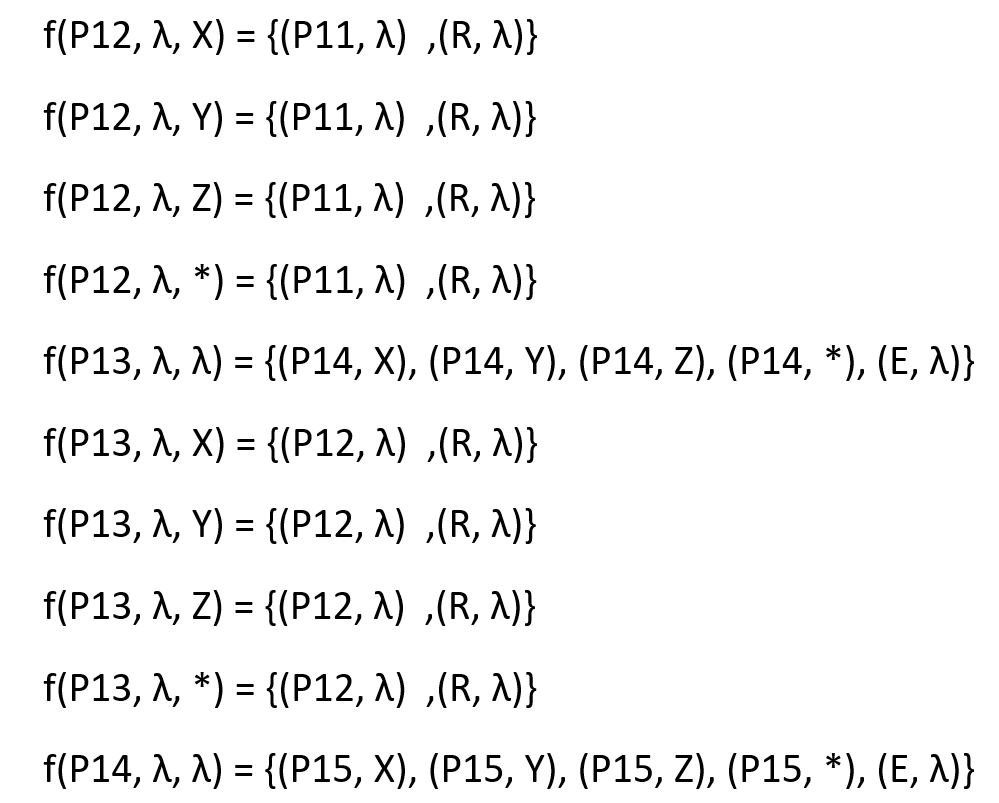 f(P12, λ, X) = {(P11, λ) ,(R, λ)}
f(P12, λ, Y) = {(P11, λ) ,(R, λ)}
f(P12, λ, Z) = {(P11, λ) ,(R, λ)}
f(P12, λ, *) = {(P11, λ) ,(R, λ)}
f(P13, λ, λ) = {(P14, X), (P14, Y), (P14, Z), (P14, *), (E, λ)}
f(P13, λ, X) = {(P12, λ) ,(R, λ)}
f(P13, λ, Y) = {(P12, λ) ,(R, λ)}
f(P13, λ, Z) = {(P12, λ) ,(R, λ)}
f(P13, λ, *) = {(P12, λ) ,(R, λ)}
f(P14, λ, λ) = {(P15, X), (P15, Y), (P15, Z), (P15, *), (E, λ)}